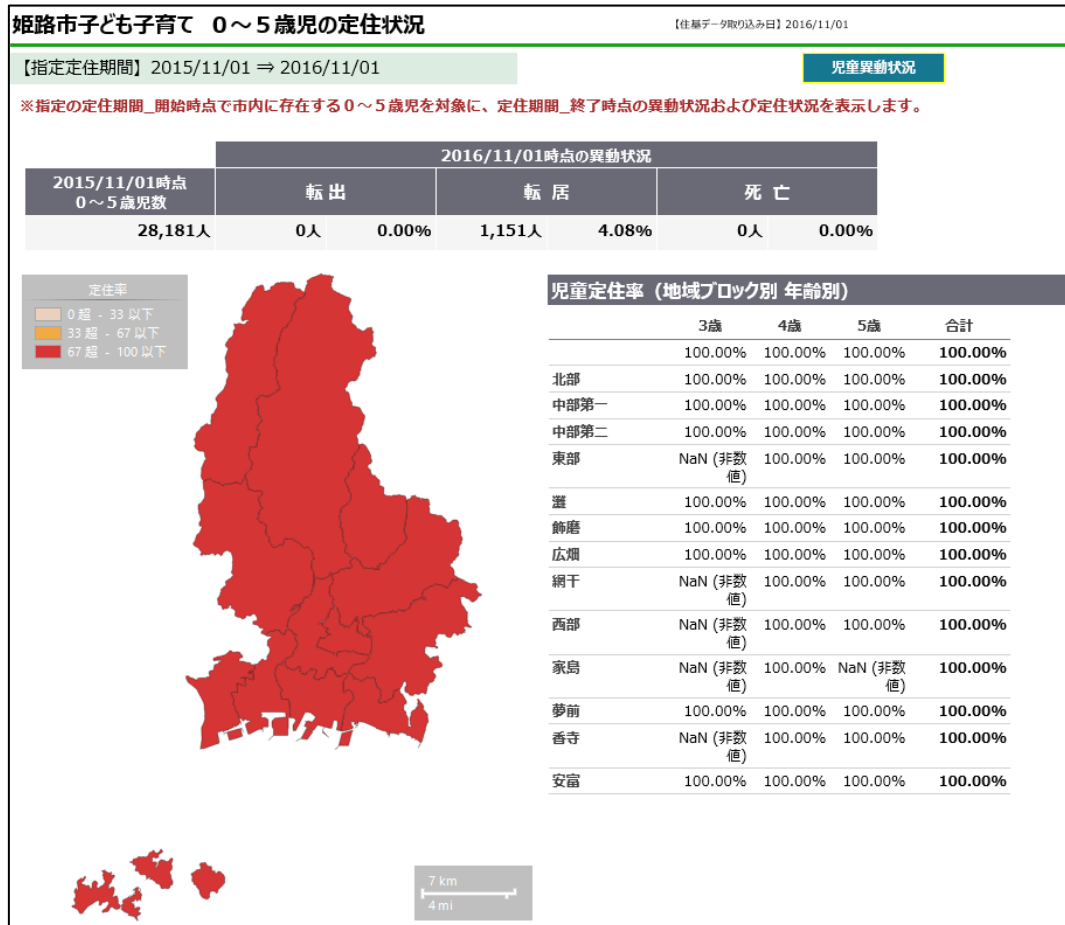 姫路市子ども子育て 0～5歳児の定住状況
【住基データ取り込み日】2016/11/01
【指定定住期間】2015/11/01 ⇒ 2016/11/01
児童異動状況
※指定の定住期間_開始時点で市内に存在する0～5歳児を対象に、定住期間_終了時点の異動状況および定住状況を表示します。
2016/11/01時点の異動状況
2015/11/01時点
0～5歳児数
転出 転居 死亡
28,181人 0人 0.00% 1,151人 4.08% 0人 0.00%
定住率
0 超 - 33 以下
33 超 - 67 以下
67 超 - 100 以下
児童定住率（地域ブロック別 年齢別）
3歳 4歳 5歳 合計
100.00% 100.00% 100.00% 100.00%
北部 100.00% 100.00% 100.00% 100.00%
中部第一 100.00% 100.00% 100.00% 100.00%
中部第二 100.00% 100.00% 100.00% 100.00%
東部 NaN (非数値) 100.00% 100.00% 100.00%
灘 100.00% 100.00% 100.00% 100.00%
飾磨 100.00% 100.00% 100.00% 100.00%
広畑 100.00% 100.00% 100.00% 100.00%
網干 NaN (非数値) 100.00% 100.00% 100.00%
西部 NaN (非数値) 100.00% 100.00% 100.00%
家島 NaN (非数値) 100.00% NaN (非数値) 100.00%
夢前 100.00% 100.00% 100.00% 100.00%
香寺 NaN (非数値) 100.00% 100.00% 100.00%
安富 100.00% 100.00% 100.00% 100.00%
7 km
4 mi